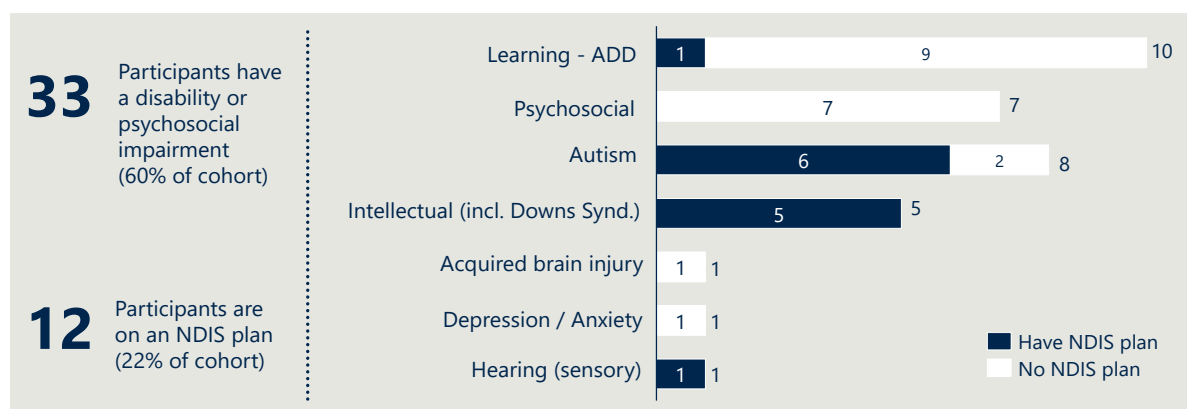 33
Participants have
a disability or
psychosocial
impairment
(60% of cohort)
12
Participants are
on an NDIS plan
(22% of cohort)
Learning - ADD 1 9 10
Psychosocial 7 7
Autism 6 2 8
Intellectual (incl. Downs Synd.) 5 5
Acquired brain injury 1 1
Depression / Anxiety 1 1
Hearing (sensory) 1 1
Have NDIS plan
No NDIS plan